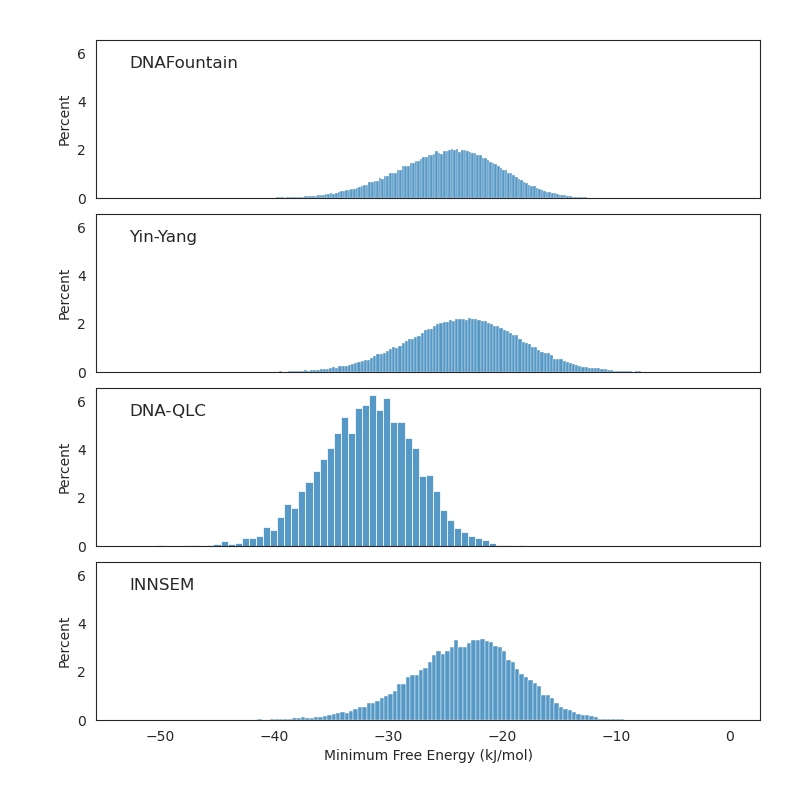 DNAFountain
Percent
6
4
2
0
Yin-Yang
Percent
6
4
2
0
DNA-QLC
Percent
6
4
2
0
INNSEM
Percent
6
4
2
0
−50 −40 −30 −20 −10 0
Minimum Free Energy (kJ/mol)